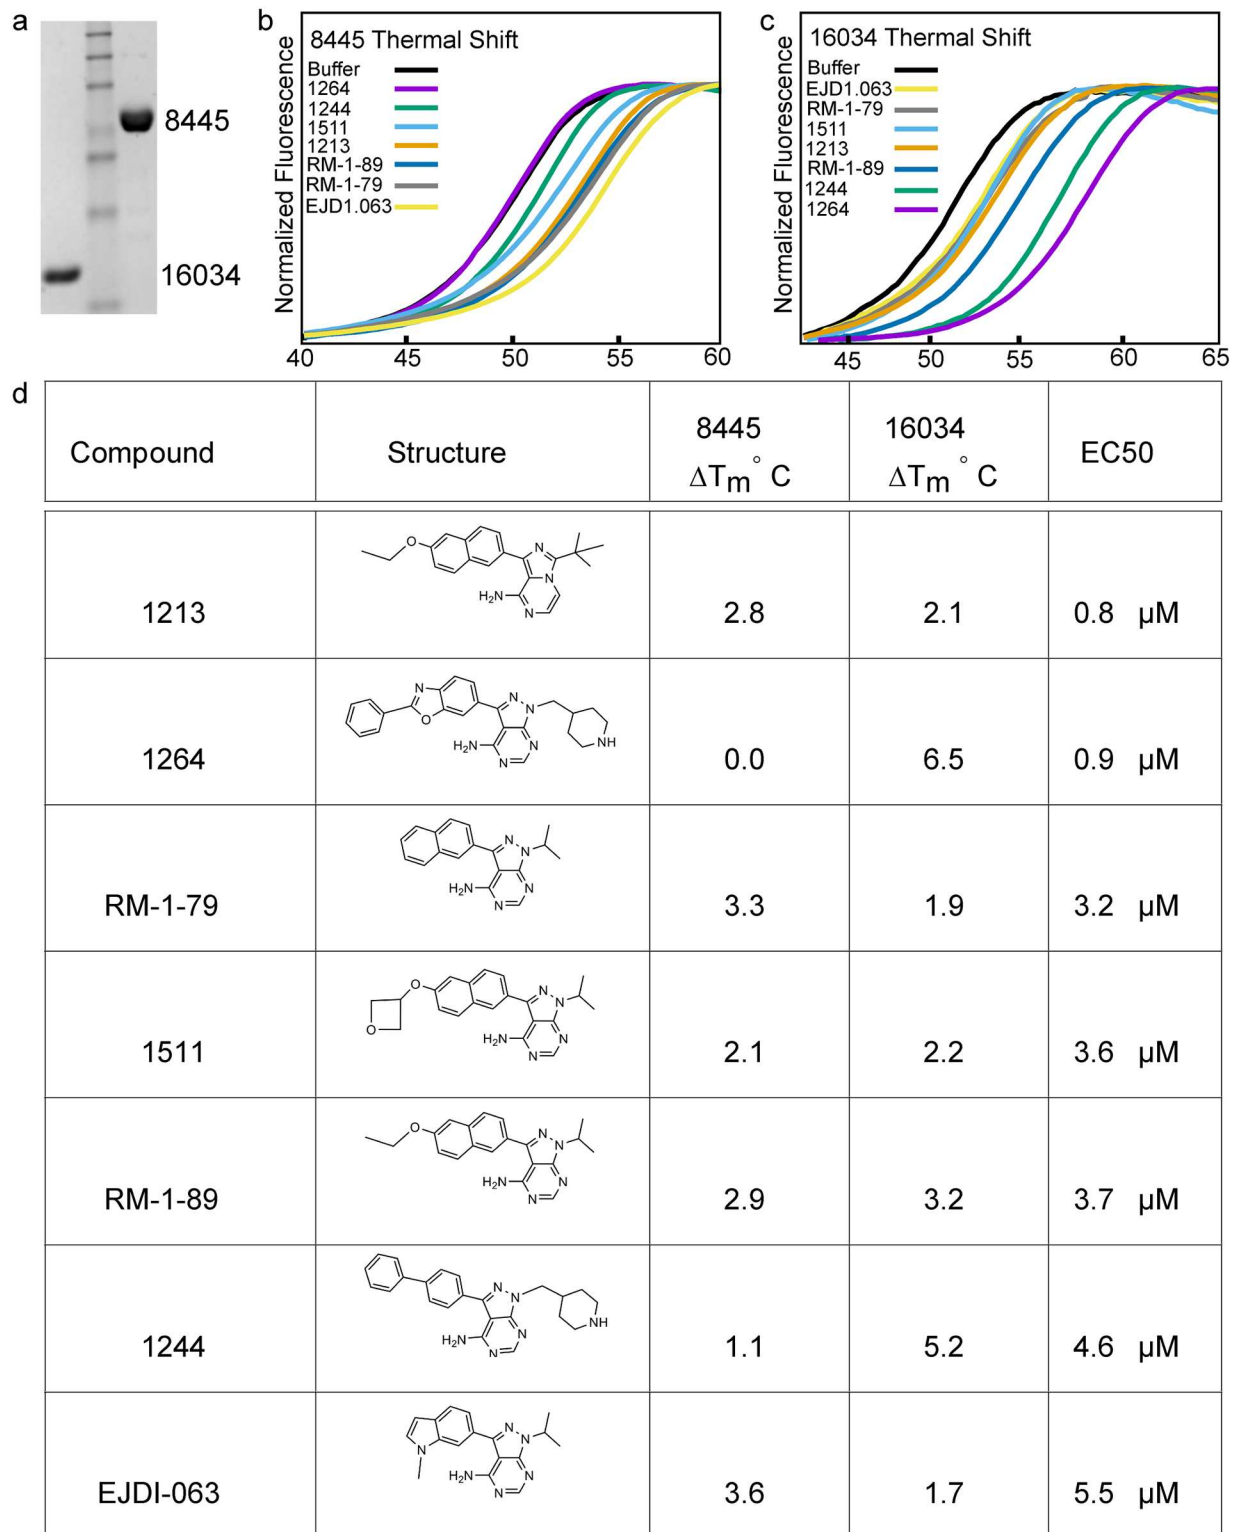 a
8445
16034
b
8445 Thermal Shift
Buffer
1264
1244
1511
1213
RM-1-89
RM-1-79
EJD1.063
Normalized Fluorescence
40 45 50 55 60
c
16034 Thermal Shift
Buffer
EJD1.063
RM-1-79
1511
1213
RM-1-89
1244
1264
Normalized Fluorescence
45 50 55 60 65
d
Compound Structure 8445 ΔTm° C 16034 ΔTm° C EC50
O N N H₂N N
1213 2.8 2.1 0.8 µM
N O N N H₂N N N NH
1264 0.0 6.5 0.9 µM
N N H₂N N N
RM-1-79 3.3 1.9 3.2 µM
O O N N H₂N N N
1511 2.1 2.2 3.6 µM
O N N H₂N N N
RM-1-89 2.9 3.2 3.7 µM
N N H₂N N N NH
1244 1.1 5.2 4.6 µM
N N N H₂N N N
EJDI-063 3.6 1.7 5.5 µM